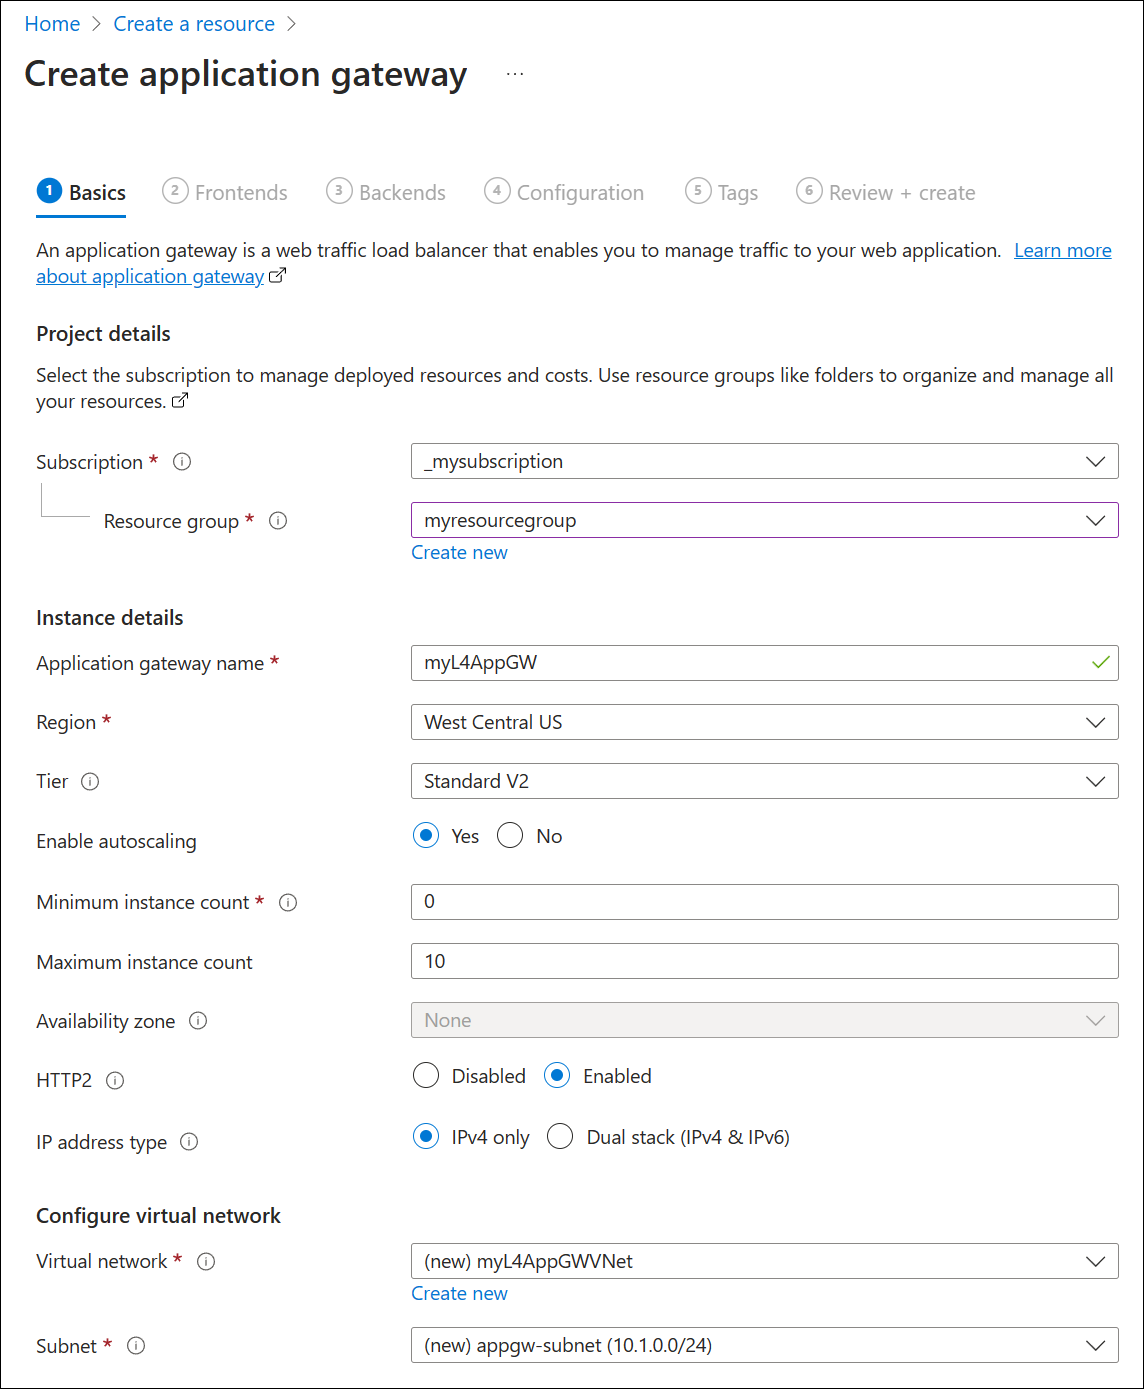 Home > Create a resource >
Create application gateway ...
1 Basics 2 Frontends 3 Backends 4 Configuration 5 Tags 6 Review + create
An application gateway is a web traffic load balancer that enables you to manage traffic to your web application. Learn more
about application gateway
Project details
Select the subscription to manage deployed resources and costs. Use resource groups like folders to organize and manage all
your resources.
Subscription * _mysubscription
Resource group * myresourcegroup
Create new
Instance details
Application gateway name * myL4AppGW
Region * West Central US
Tier Standard V2
Enable autoscaling Yes No
Minimum instance count * 0
Maximum instance count 10
Availability zone None
HTTP2 Disabled Enabled
IP address type IPv4 only Dual stack (IPv4 & IPv6)
Configure virtual network
Virtual network * (new) myL4AppGWVNet
Create new
Subnet * (new) appgw-subnet (10.1.0.0/24)